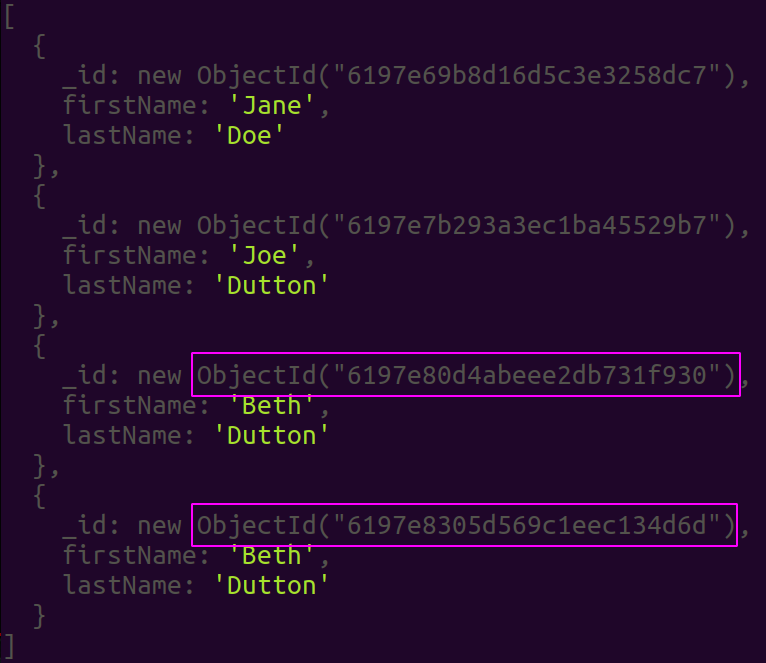 [
  {
    _id: new ObjectId("6197e69b8d16d5c3e3258dc7"),
    firstName: 'Jane',
    lastName: 'Doe'
  },
  {
    _id: new ObjectId("6197e7b293a3ec1ba45529b7"),
    firstName: 'Joe',
    lastName: 'Dutton'
  },
  {
    _id: new ObjectId("6197e80d4abeee2db731f930"),
    firstName: 'Beth',
    lastName: 'Dutton'
  },
  {
    _id: new ObjectId("6197e8305d569c1eec134d6d"),
    firstName: 'Beth',
    lastName: 'Dutton'
  }
]